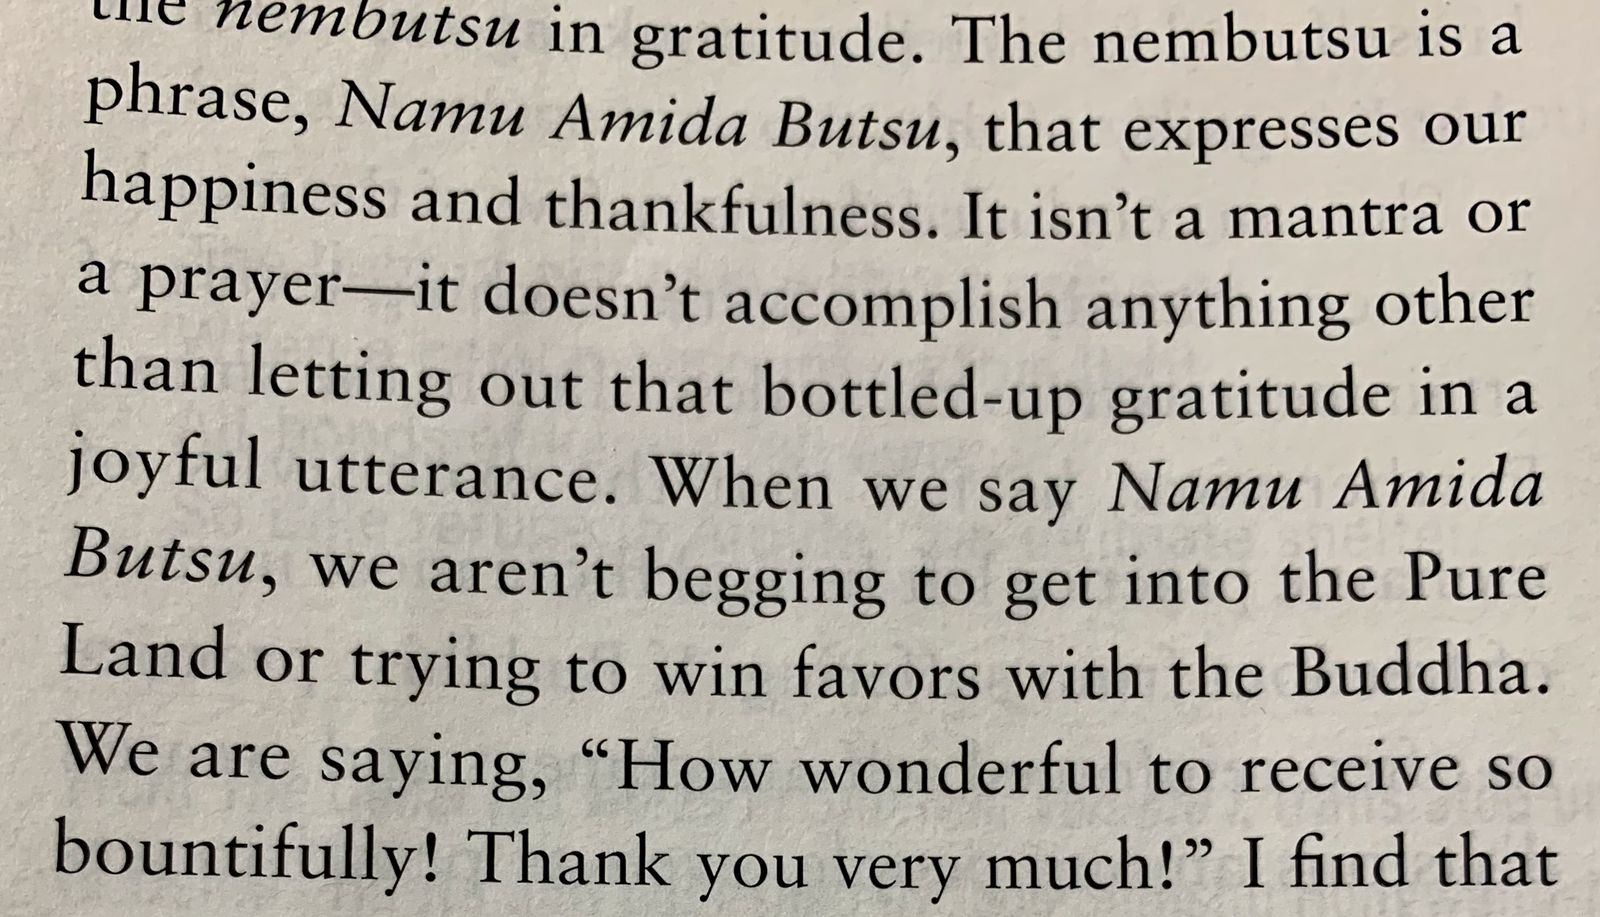 the nembutsu in gratitude. The nembutsu is a
phrase, Namu Amida Butsu, that expresses our
happiness and thankfulness. It isn’t a mantra or
a prayer—it doesn’t accomplish anything other
than letting out that bottled-up gratitude in a
joyful utterance. When we say Namu Amida
Butsu, we aren’t begging to get into the Pure
Land or trying to win favors with the Buddha.
We are saying, “How wonderful to receive so
bountifully! Thank you very much!” I find that